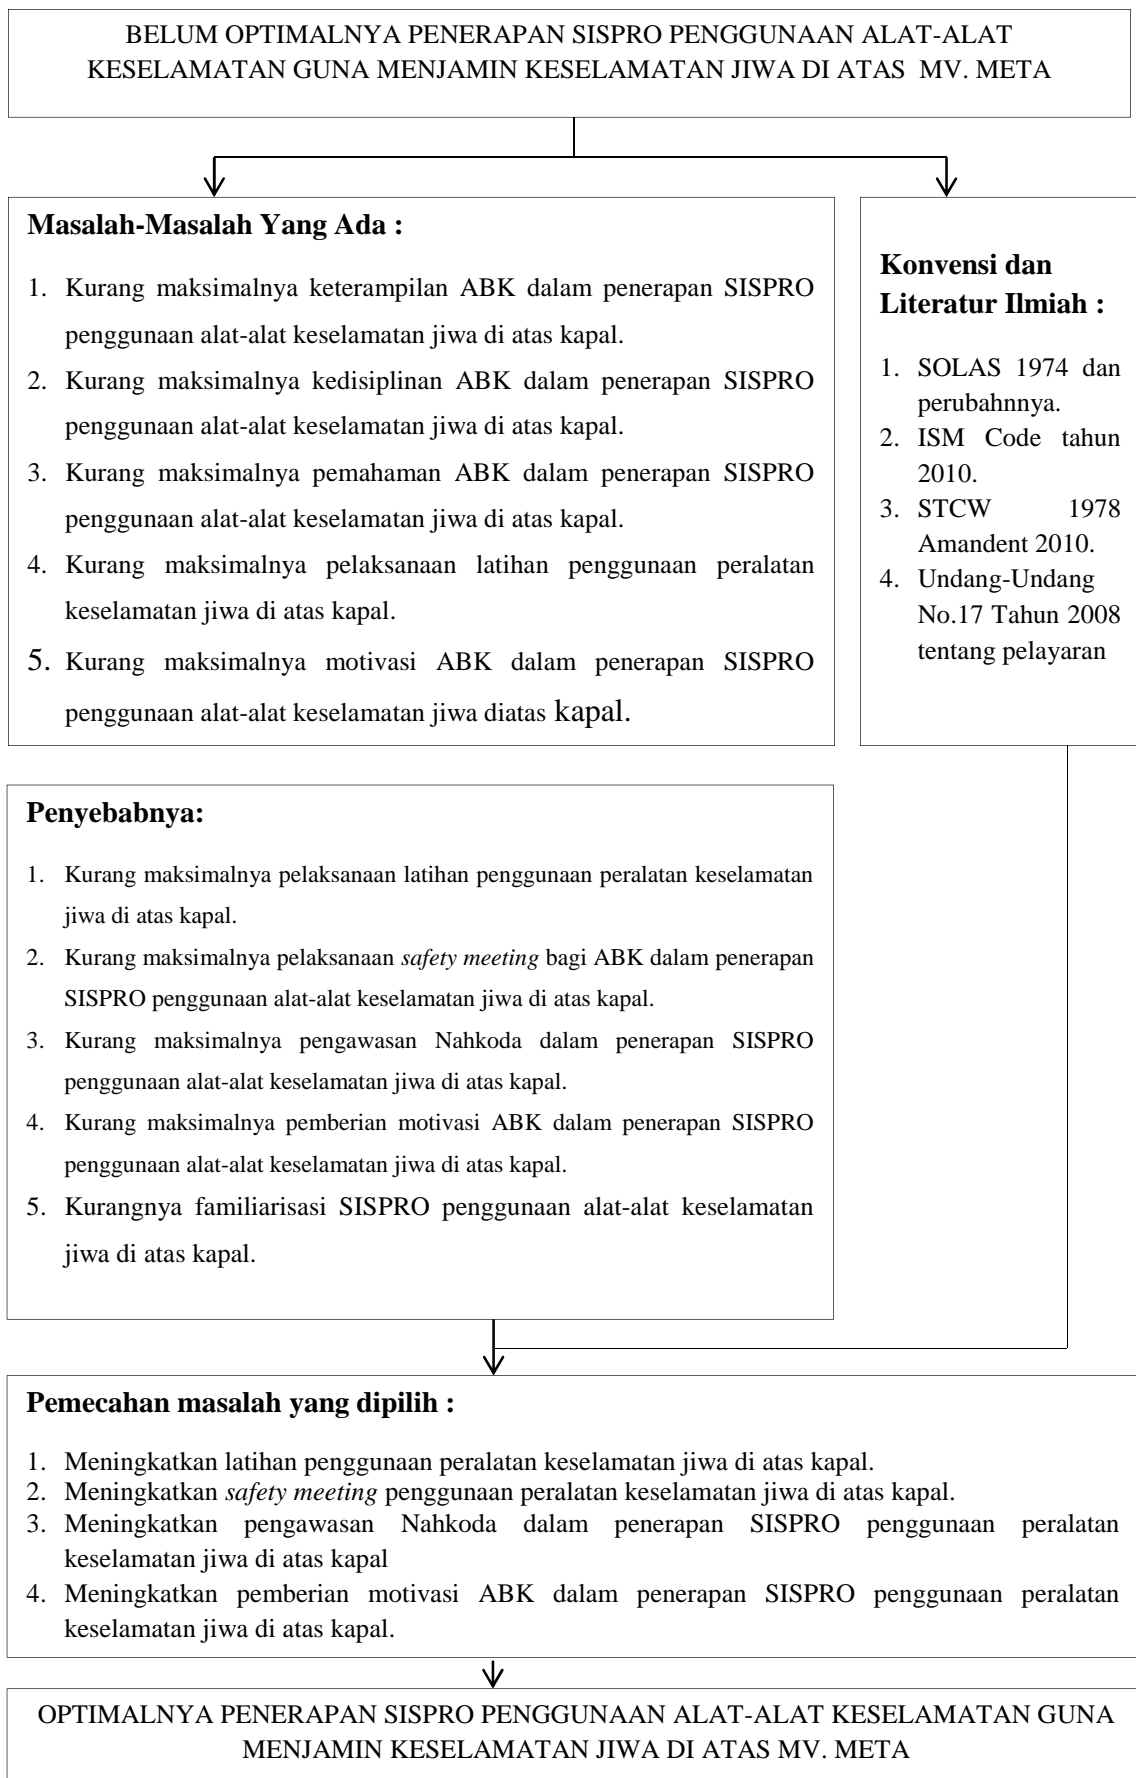 BELUM OPTIMALNYA PENERAPAN SISPRO PENGGUNAAN ALAT-ALAT
KESELAMATAN GUNA MENJAMIN KESELAMATAN JIWA DI ATAS MV. META
Masalah-Masalah Yang Ada :
1. Kurang maksimalnya keterampilan ABK dalam penerapan SISPRO
penggunaan alat-alat keselamatan jiwa di atas kapal.
2. Kurang maksimalnya kedisiplinan ABK dalam penerapan SISPRO
penggunaan alat-alat keselamatan jiwa di atas kapal.
3. Kurang maksimalnya pemahaman ABK dalam penerapan SISPRO
penggunaan alat-alat keselamatan jiwa di atas kapal.
4. Kurang maksimalnya pelaksanaan latihan penggunaan peralatan
keselamatan jiwa di atas kapal.
5. Kurang maksimalnya motivasi ABK dalam penerapan SISPRO
penggunaan alat-alat keselamatan jiwa diatas kapal.
Konvensi dan
Literatur Ilmiah :
1. SOLAS 1974 dan
perubahnnya.
2. ISM Code tahun
2010.
3. STCW 1978
Amandent 2010.
4. Undang-Undang
No.17 Tahun 2008
tentang pelayaran
Penyebabnya:
1. Kurang maksimalnya pelaksanaan latihan penggunaan peralatan keselamatan
jiwa di atas kapal.
2. Kurang maksimalnya pelaksanaan safety meeting bagi ABK dalam penerapan
SISPRO penggunaan alat-alat keselamatan jiwa di atas kapal.
3. Kurang maksimalnya pengawasan Nahkoda dalam penerapan SISPRO
penggunaan alat-alat keselamatan jiwa di atas kapal.
4. Kurang maksimalnya pemberian motivasi ABK dalam penerapan SISPRO
penggunaan alat-alat keselamatan jiwa di atas kapal.
5. Kurangnya familiarisasi SISPRO penggunaan alat-alat keselamatan
jiwa di atas kapal.
Pemecahan masalah yang dipilih :
1. Meningkatkan latihan penggunaan peralatan keselamatan jiwa di atas kapal.
2. Meningkatkan safety meeting penggunaan peralatan keselamatan jiwa di atas kapal.
3. Meningkatkan pengawasan Nahkoda dalam penerapan SISPRO penggunaan peralatan
keselamatan jiwa di atas kapal
4. Meningkatkan pemberian motivasi ABK dalam penerapan SISPRO penggunaan peralatan
keselamatan jiwa di atas kapal.
OPTIMALNYA PENERAPAN SISPRO PENGGUNAAN ALAT-ALAT KESELAMATAN GUNA
MENJAMIN KESELAMATAN JIWA DI ATAS MV. META